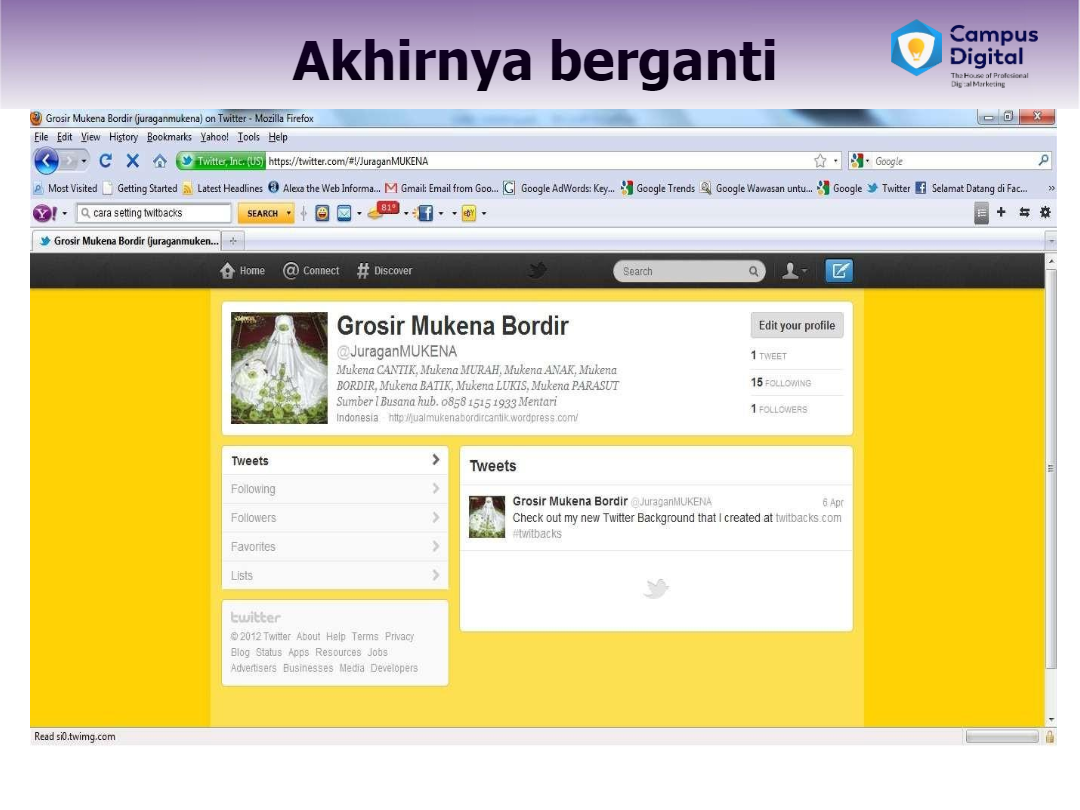 Akhirnya berganti
Campus
Digital
The House of Profesional
Digital Marketing
Grosir Mukena Bordir (juraganmukena) on Twitter - Mozilla Firefox
File Edit View History Bookmarks Yahoo! Tools Help
Twitter, Inc. (US) https://twitter.com/#!/JuraganMUKENA
Google
Most Visited Getting Started Latest Headlines Alexa the Web Informa... Gmail: Email from Goo... Google AdWords: Key... Google Trends Google Wawasan untu... Google Twitter Selamat Datang di Fac... »
Y! cara setting twitbacks SEARCH 81° eBY
Grosir Mukena Bordir (juraganmuken...
Home @ Connect # Discover Search
Grosir Mukena Bordir
@JuraganMUKENA
Mukena CANTIK, Mukena MURAH, Mukena ANAK, Mukena
BORDIR, Mukena BATIK, Mukena LUKIS, Mukena PARASUT
Sumber l Busana hub. 0858 1515 1933 Mentari
Indonesia http://jualmukenabordircantik.wordpress.com/
Edit your profile
1 TWEET
15 FOLLOWING
1 FOLLOWERS
Tweets
Following
Followers
Favorites
Lists
Tweets
Grosir Mukena Bordir @JuraganMUKENA 6 Apr
Check out my new Twitter Background that I created at twitbacks.com
#twitbacks
twitter
© 2012 Twitter About Help Terms Privacy
Blog Status Apps Resources Jobs
Advertisers Businesses Media Developers
Read si0.twimg.com